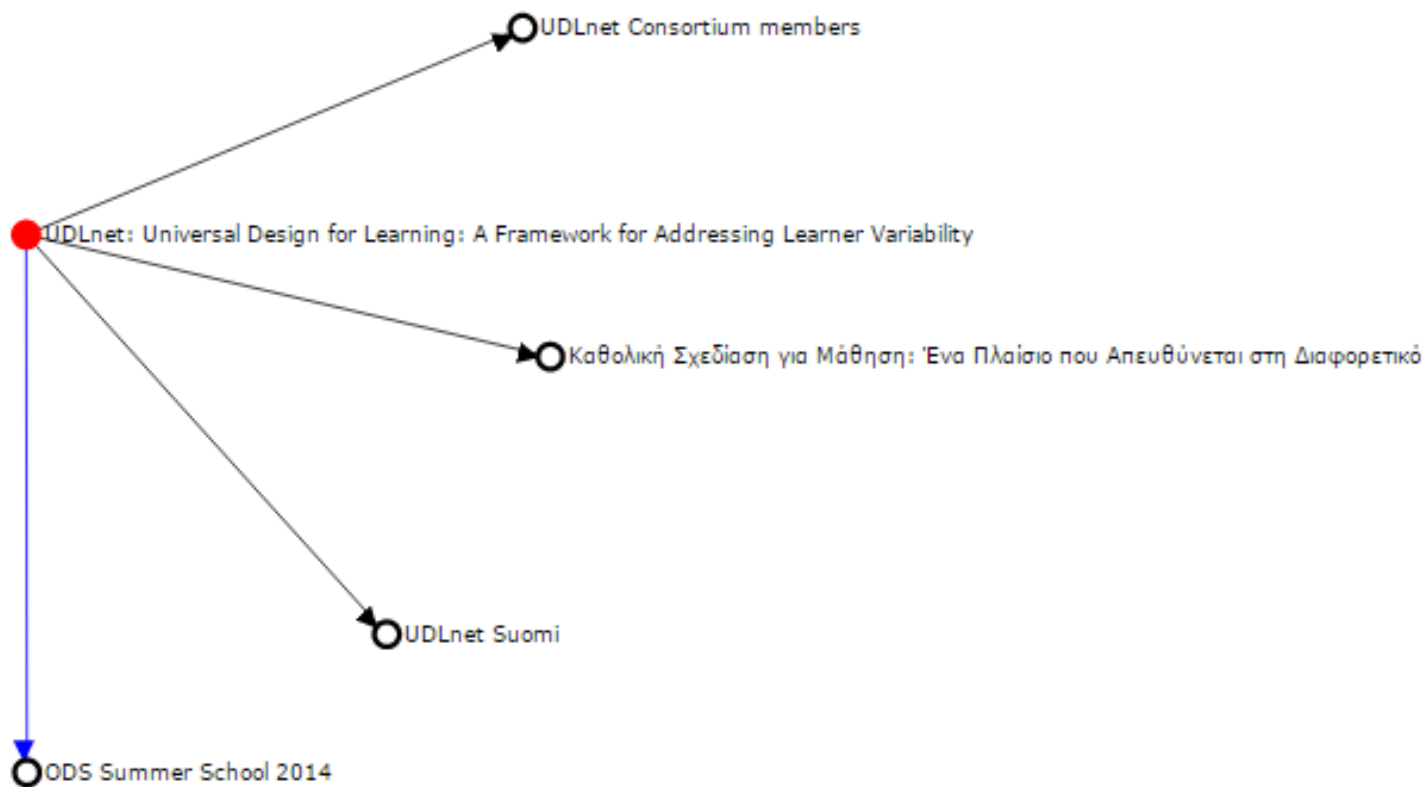 UDLnet Consortium members
UDLnet: Universal Design for Learning: A Framework for Addressing Learner Variability
Καθολική Σχεδίαση για Μάθηση: Ένα Πλαίσιο που Απευθύνεται στη Διαφορετικό
UDLnet Suomi
ODS Summer School 2014